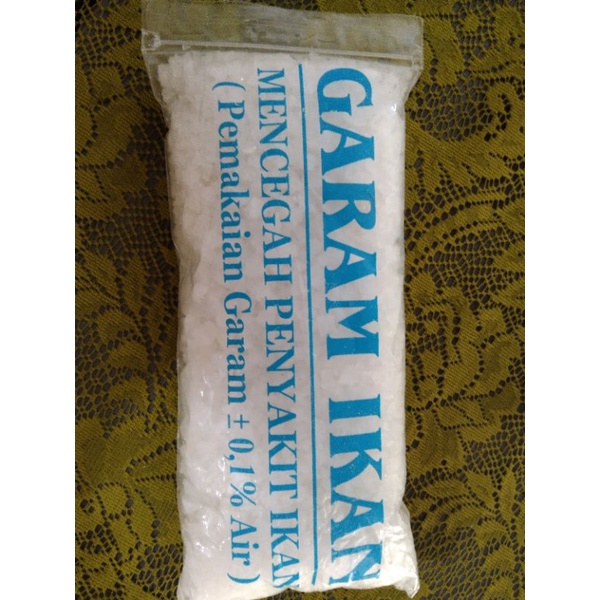 GARAM IKAN
MENCEGAH PENYAKIT IKAN
( Pemakaian Garam ± 0,1% Air )